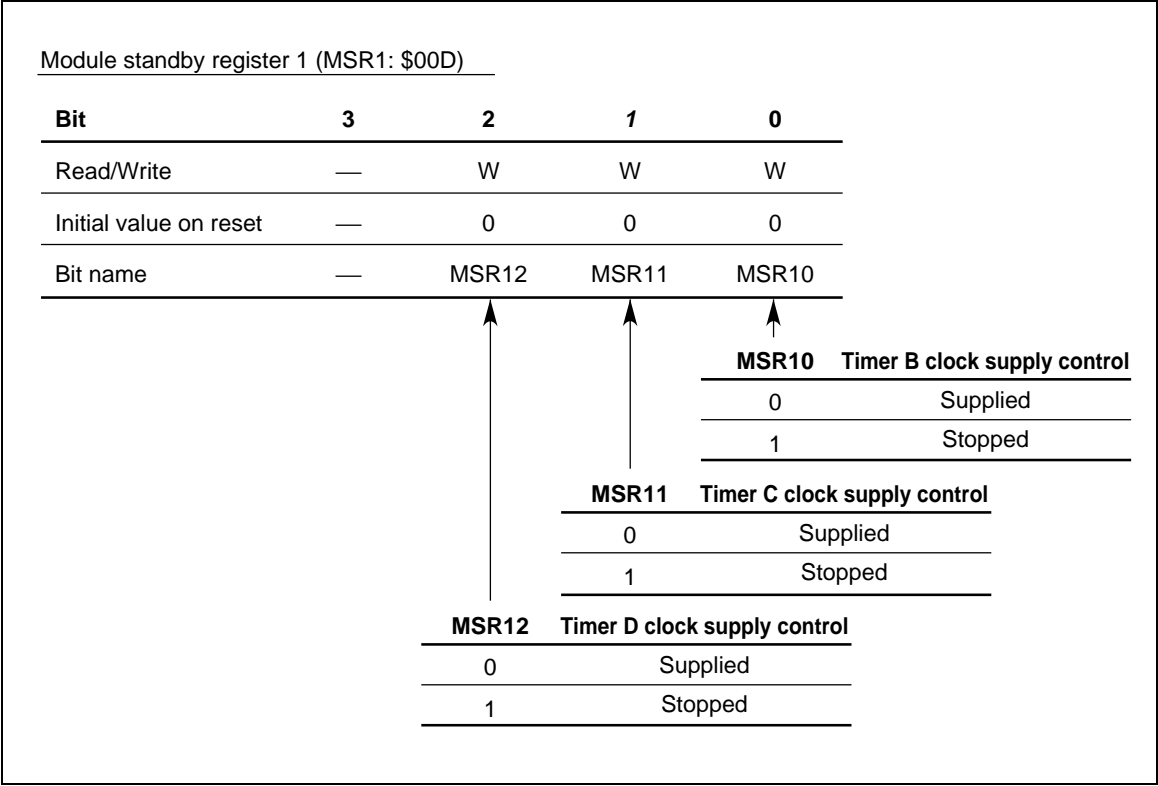 Module standby register 1 (MSR1: $00D)
Bit 3 2 1 0
Read/Write — W W W
Initial value on reset — 0 0 0
Bit name — MSR12 MSR11 MSR10
MSR10 Timer B clock supply control
0 Supplied
1 Stopped
MSR11 Timer C clock supply control
0 Supplied
1 Stopped
MSR12 Timer D clock supply control
0 Supplied
1 Stopped